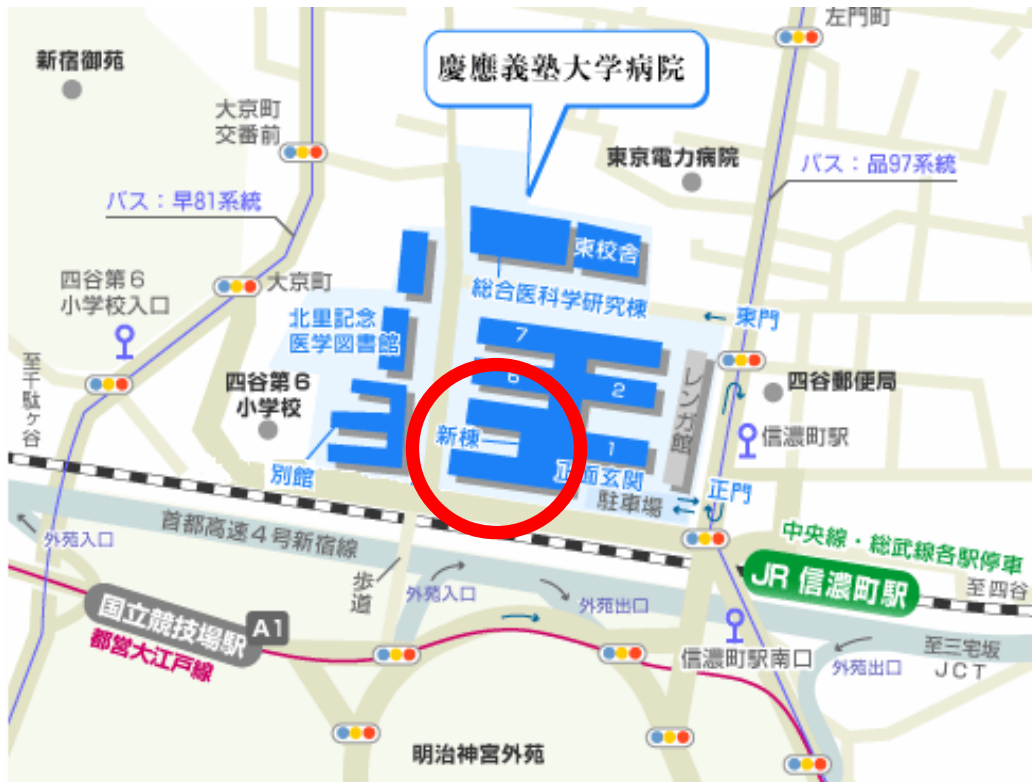 左門町
新宿御苑
慶應義塾大学病院
大京町
交番前
東京電力病院
バス：品97系統
バス：早81系統
東校舎
四谷第６
小学校入口
大京町
総合医科学研究棟
北里記念
医学図書館
東門
7
至千駄ヶ谷
四谷第６
小学校
6
2
レンガ館
四谷郵便局
新棟
1
信濃町駅
別館
正面玄関
駐車場
正門
首都高速４号新宿線
外苑入口
中央線・総武線各駅停車
JR 信濃町駅
至四谷
歩道
外苑入口
外苑出口
国立競技場駅
A1
都営大江戸線
信濃町駅南口
外苑出口
至三宅坂
ＪＣＴ
明治神宮外苑